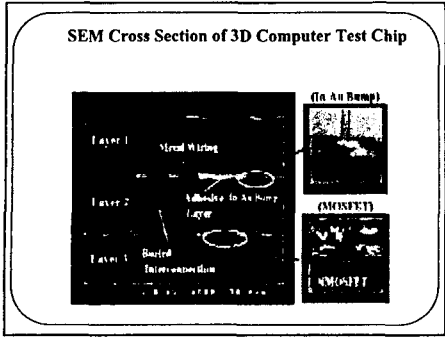 SEM Cross Section of 3D Computer Test Chip
(In Au Bump)
Layer 1
Metal Wiring
Adhesive In Au Bump
Layer 2
Layer
(MOSFET)
Buried
Layer 3
Interconnection
NMOSFET